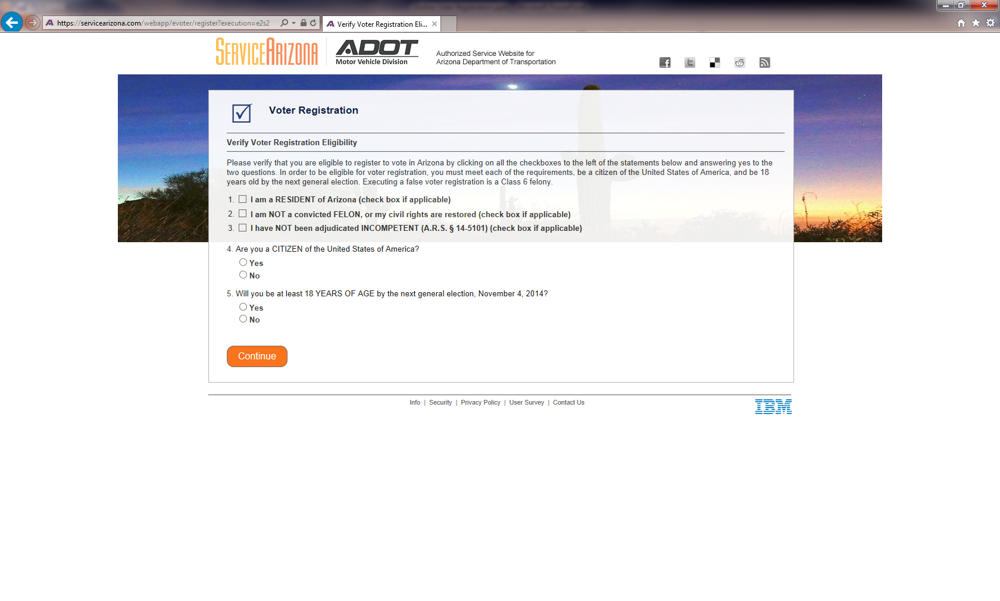 https://servicearizona.com/webapp/evoter/register?execution=e2s2
Verify Voter Registration Eli...
SERVICEARIZONA
ADOT
Motor Vehicle Division
Authorized Service Website for
Arizona Department of Transportation
Voter Registration
Verify Voter Registration Eligibility
Please verify that you are eligible to register to vote in Arizona by clicking on all the checkboxes to the left of the statements below and answering yes to the
two questions. In order to be eligible for voter registration, you must meet each of the requirements, be a citizen of the United States of America, and be 18
years old by the next general election. Executing a false voter registration is a Class 6 felony.
1. I am a RESIDENT of Arizona (check box if applicable)
2. I am NOT a convicted FELON, or my civil rights are restored (check box if applicable)
3. I have NOT been adjudicated INCOMPETENT (A.R.S. § 14-5101) (check box if applicable)
4. Are you a CITIZEN of the United States of America?
Yes
No
5. Will you be at least 18 YEARS OF AGE by the next general election, November 4, 2014?
Yes
No
Continue
Info | Security | Privacy Policy | User Survey | Contact Us
IBM